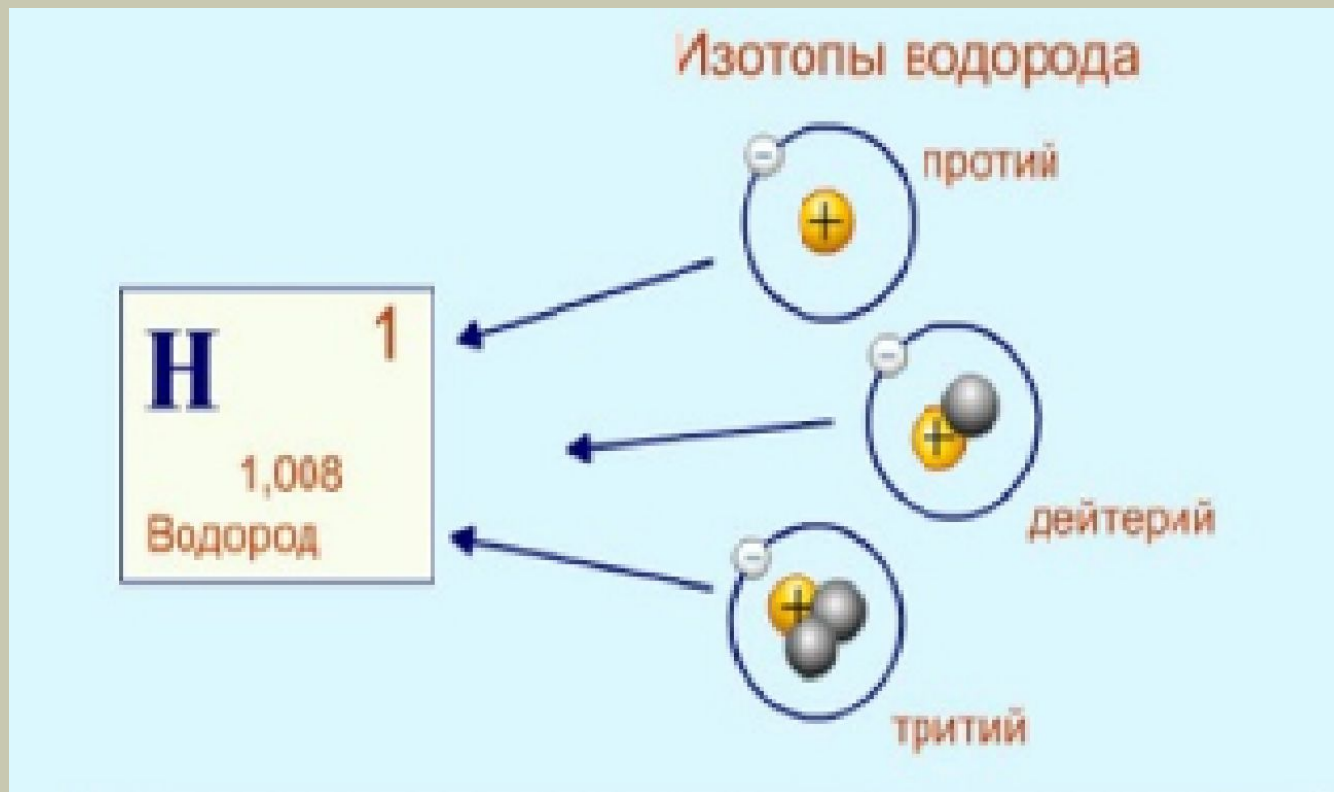 Изотопы водорода
протий
H 1
1,008
Водород
дейтерий
тритий